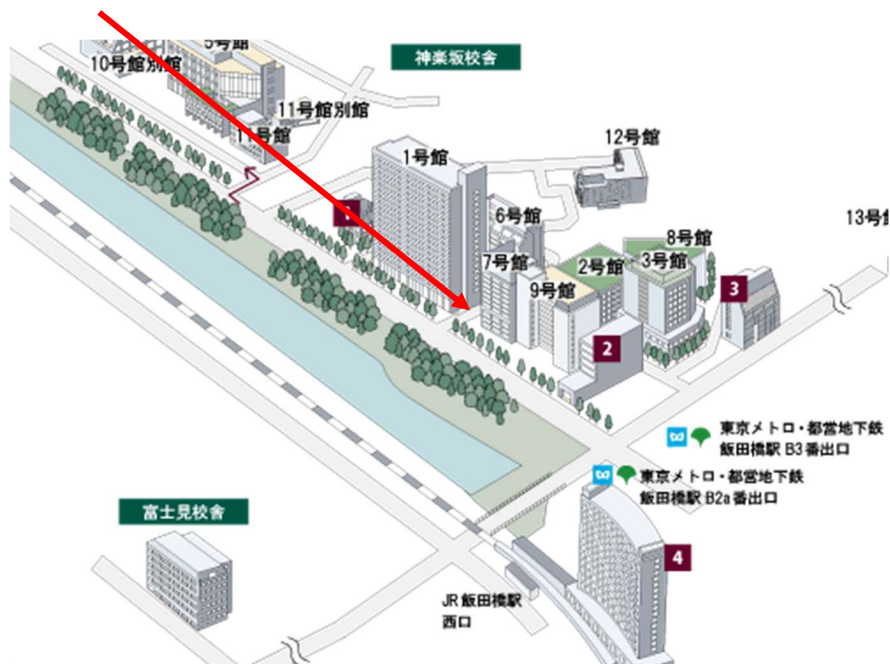 5号館
神楽坂校舎
10号館別館
11号館別館
11号館
12号館
1号館
1
6号館
13号
8号館
7号館
2号館
3号館
9号館
3
2
東京メトロ・都営地下鉄
飯田橋駅 B3番出口
東京メトロ・都営地下鉄
飯田橋駅 B2a番出口
富士見校舎
4
JR飯田橋駅
西口